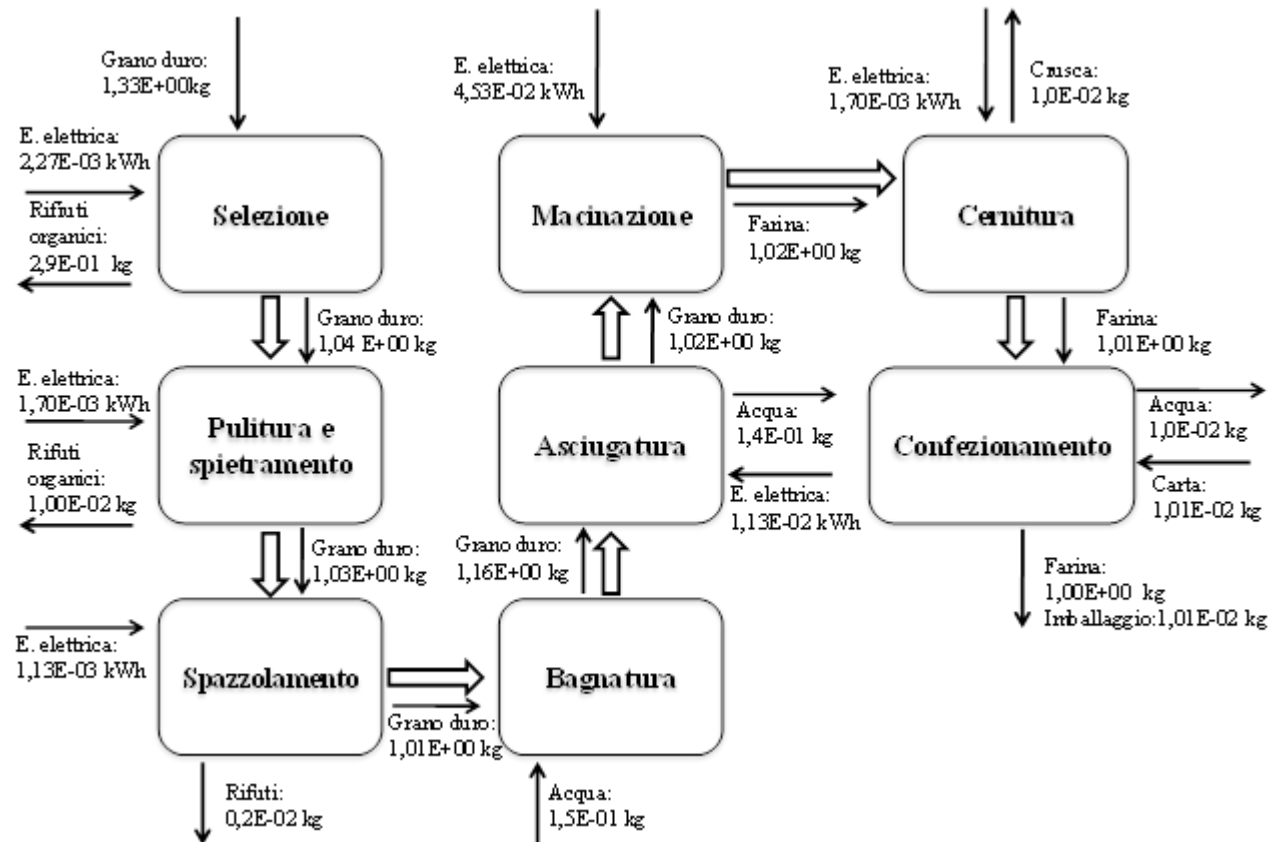 Grano duro:
1,33E+00kg
E. elettrica:
2,27E-03 kWh
Rifiuti
organici:
2,9E-01 kg
Selezione
Grano duro:
1,04 E+00 kg
E. elettrica:
1,70E-03 kWh
Rifiuti
organici:
1,00E-02 kg
Pulitura e
spietramento
Grano duro:
1,03E+00 kg
E. elettrica:
1,13E-03 kWh
Spazzolamento
Rifiuti:
0,2E-02 kg
Grano duro:
1,01E+00 kg
Bagnatura
Acqua:
1,5E-01 kg
Grano duro:
1,16E+00 kg
Asciugatura
Acqua:
1,4E-01 kg
E. elettrica:
1,13E-02 kWh
Grano duro:
1,02E+00 kg
E. elettrica:
4,53E-02 kWh
Macinazione
Farina:
1,02E+00 kg
E. elettrica:
1,70E-03 kWh
Crusca:
1,0E-02 kg
Cernitura
Farina:
1,01E+00 kg
Confezionamento
Acqua:
1,0E-02 kg
Carta:
1,01E-02 kg
Farina:
1,00E+00 kg
Imballaggio:1,01E-02 kg